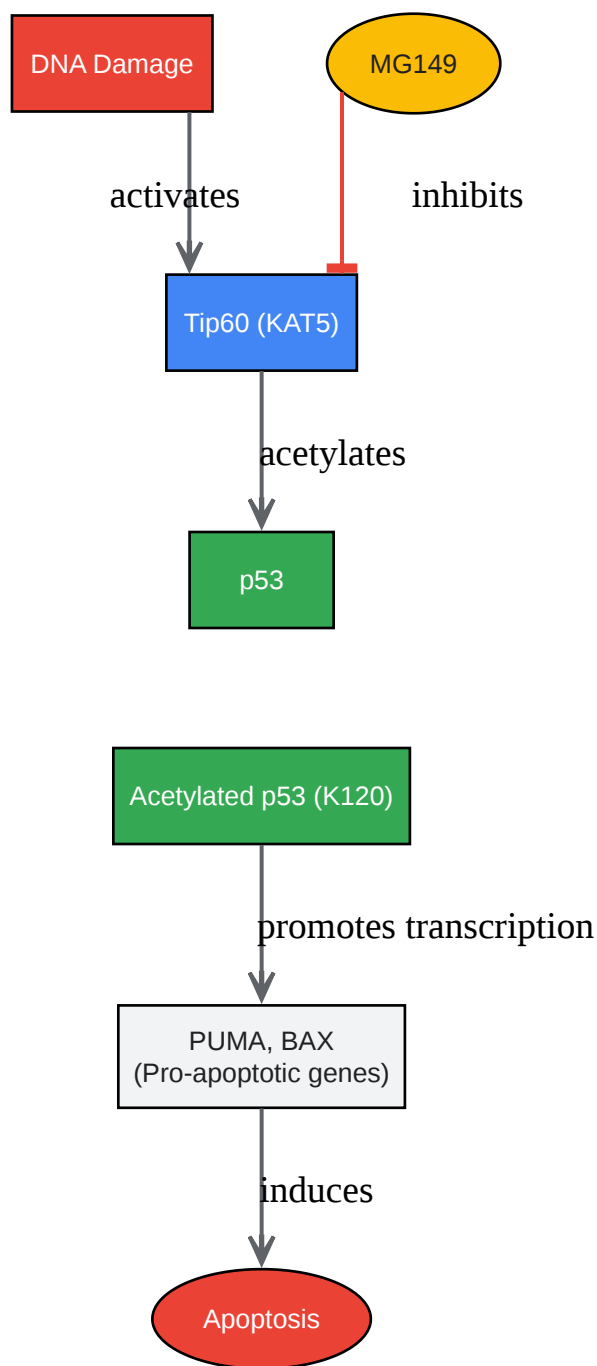 DNA Damage
MG149
activates
inhibits
Tip60 (KAT5)
acetylates
p53
Acetylated p53 (K120)
promotes transcription
PUMA, BAX
(Pro-apoptotic genes)
induces
Apoptosis